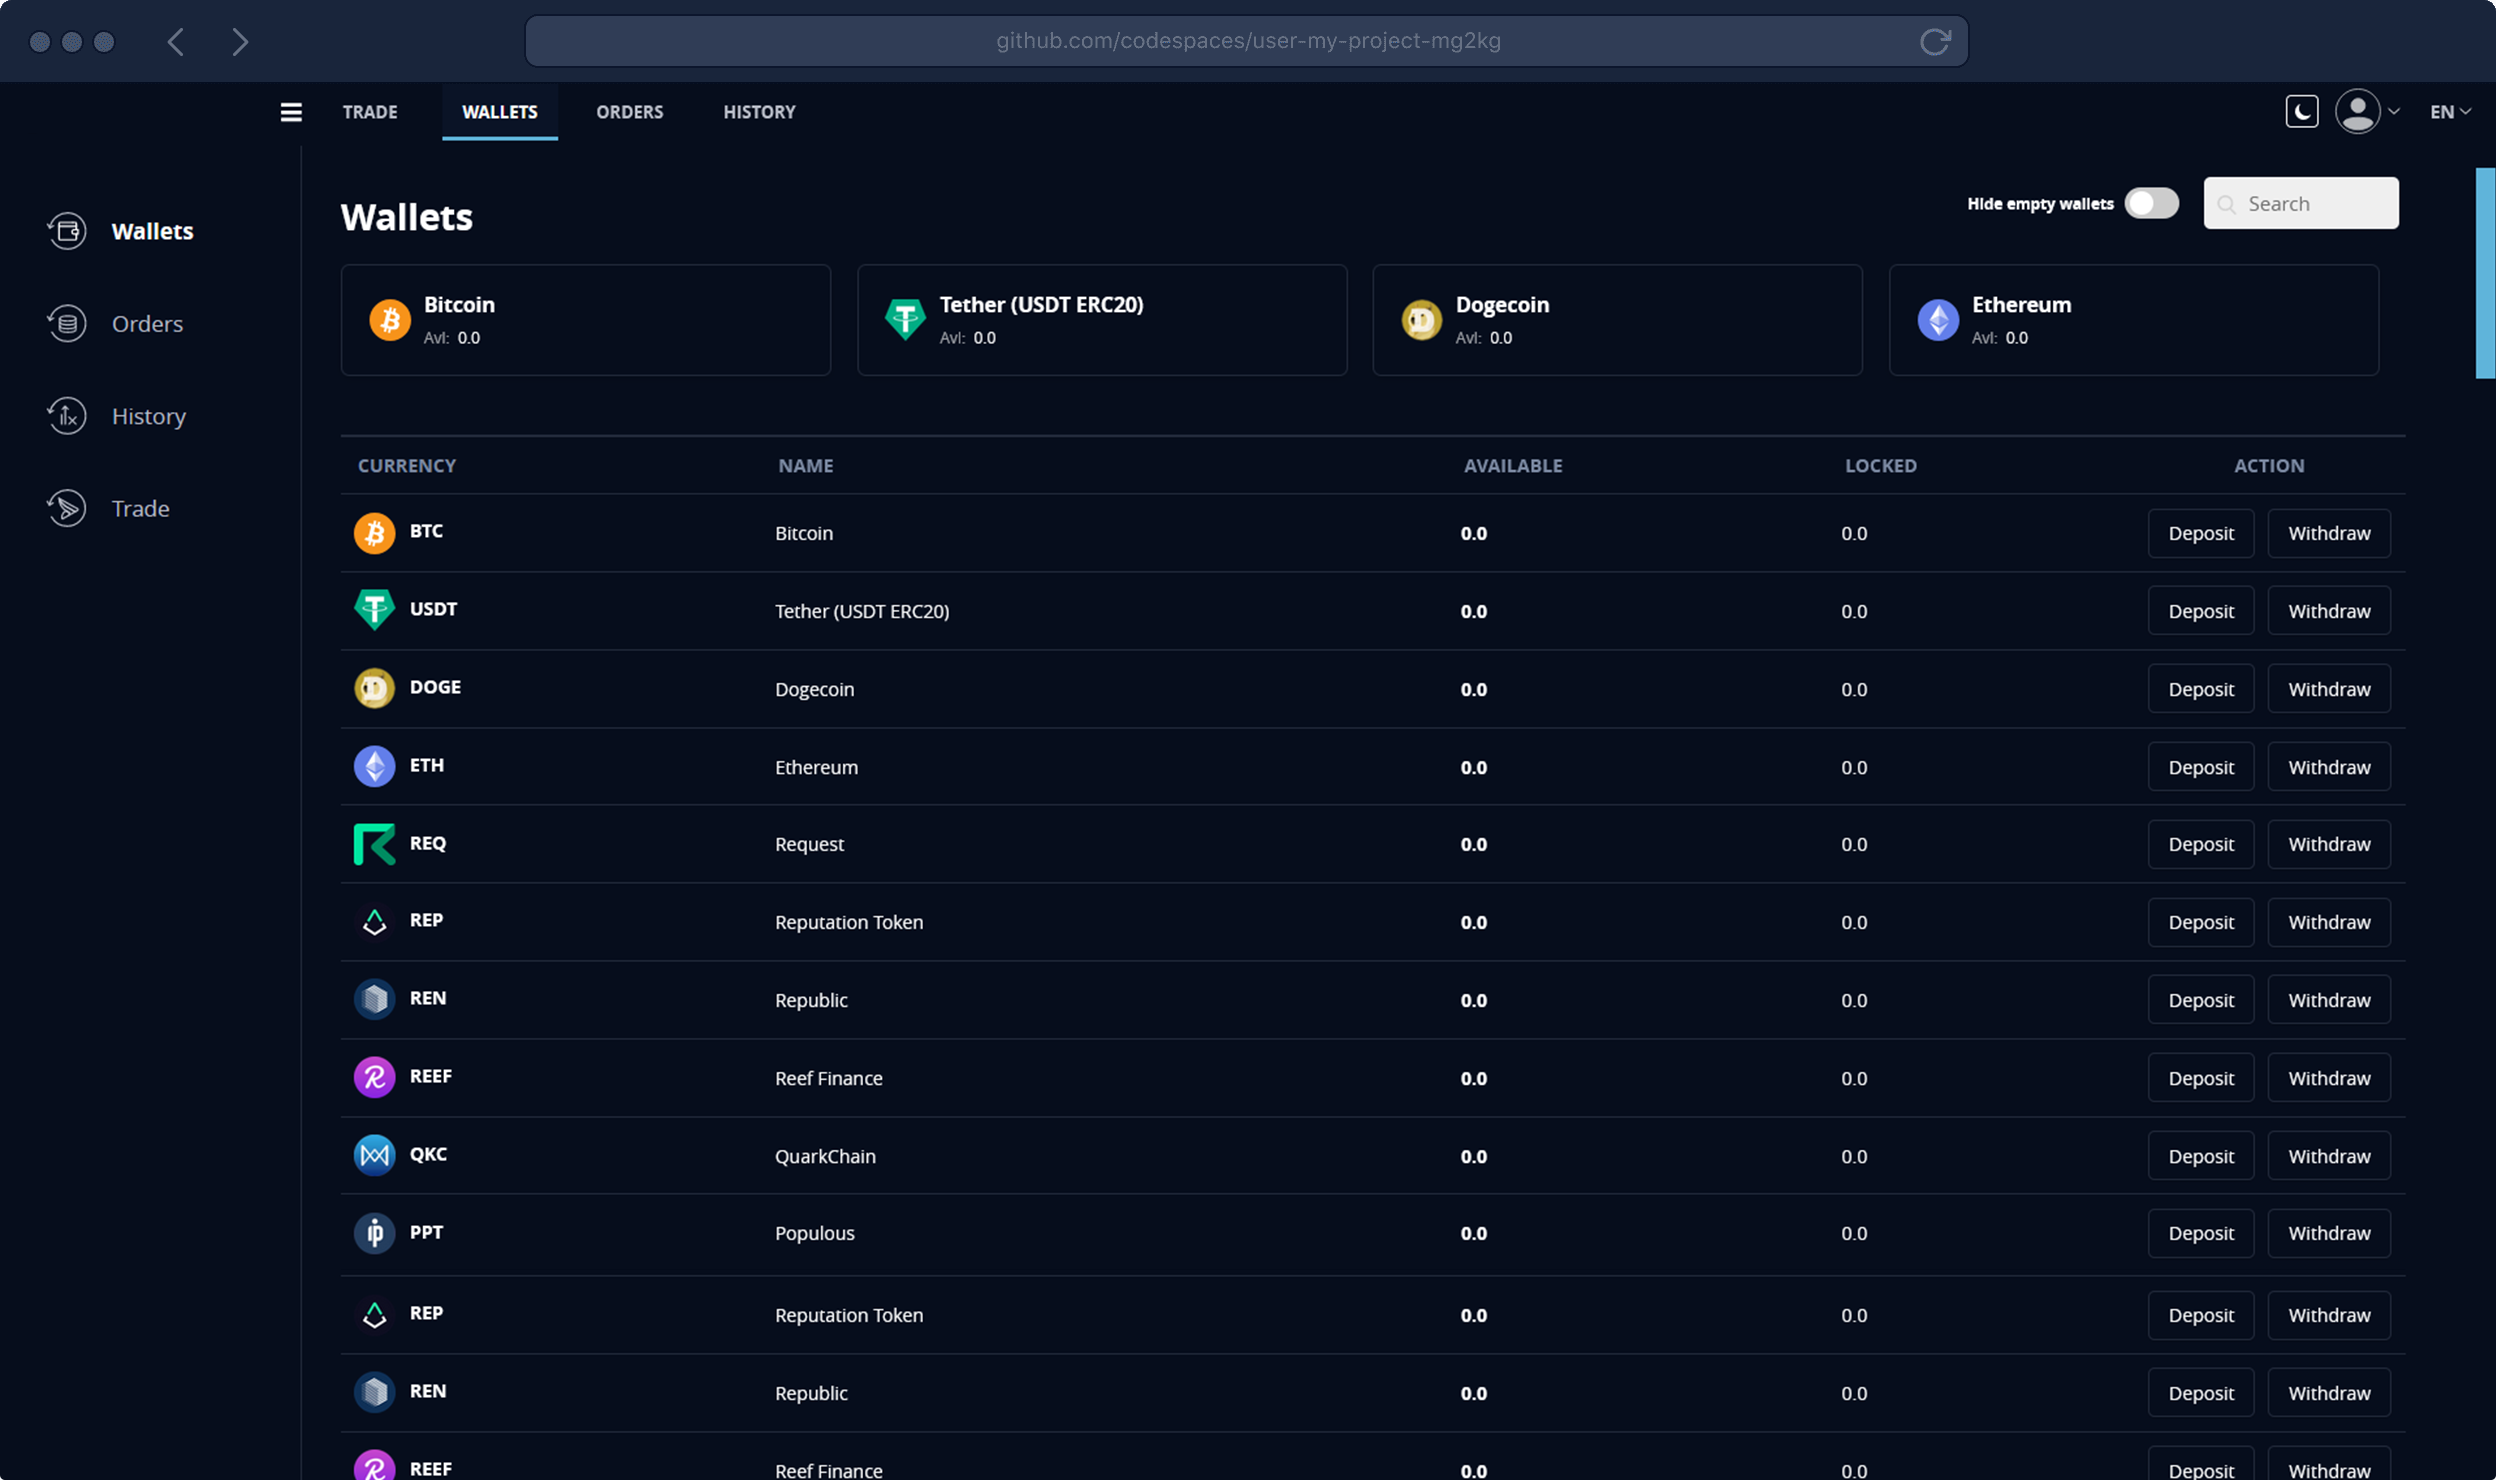 github.com/codespaces/user-my-project-mg2kg
TRADE WALLETS ORDERS HISTORY EN
Wallets
Orders
History
Trade
Wallets
Hide empty wallets Search
Bitcoin
Avl: 0.0
Tether (USDT ERC20)
Avl: 0.0
Dogecoin
Avl: 0.0
Ethereum
Avl: 0.0
CURRENCY NAME AVAILABLE LOCKED ACTION
BTC Bitcoin 0.0 0.0 Deposit Withdraw
USDT Tether (USDT ERC20) 0.0 0.0 Deposit Withdraw
DOGE Dogecoin 0.0 0.0 Deposit Withdraw
ETH Ethereum 0.0 0.0 Deposit Withdraw
REQ Request 0.0 0.0 Deposit Withdraw
REP Reputation Token 0.0 0.0 Deposit Withdraw
REN Republic 0.0 0.0 Deposit Withdraw
REEF Reef Finance 0.0 0.0 Deposit Withdraw
QKC QuarkChain 0.0 0.0 Deposit Withdraw
PPT Populous 0.0 0.0 Deposit Withdraw
REP Reputation Token 0.0 0.0 Deposit Withdraw
REN Republic 0.0 0.0 Deposit Withdraw
REEF Reef Finance 0.0 0.0 Deposit Withdraw